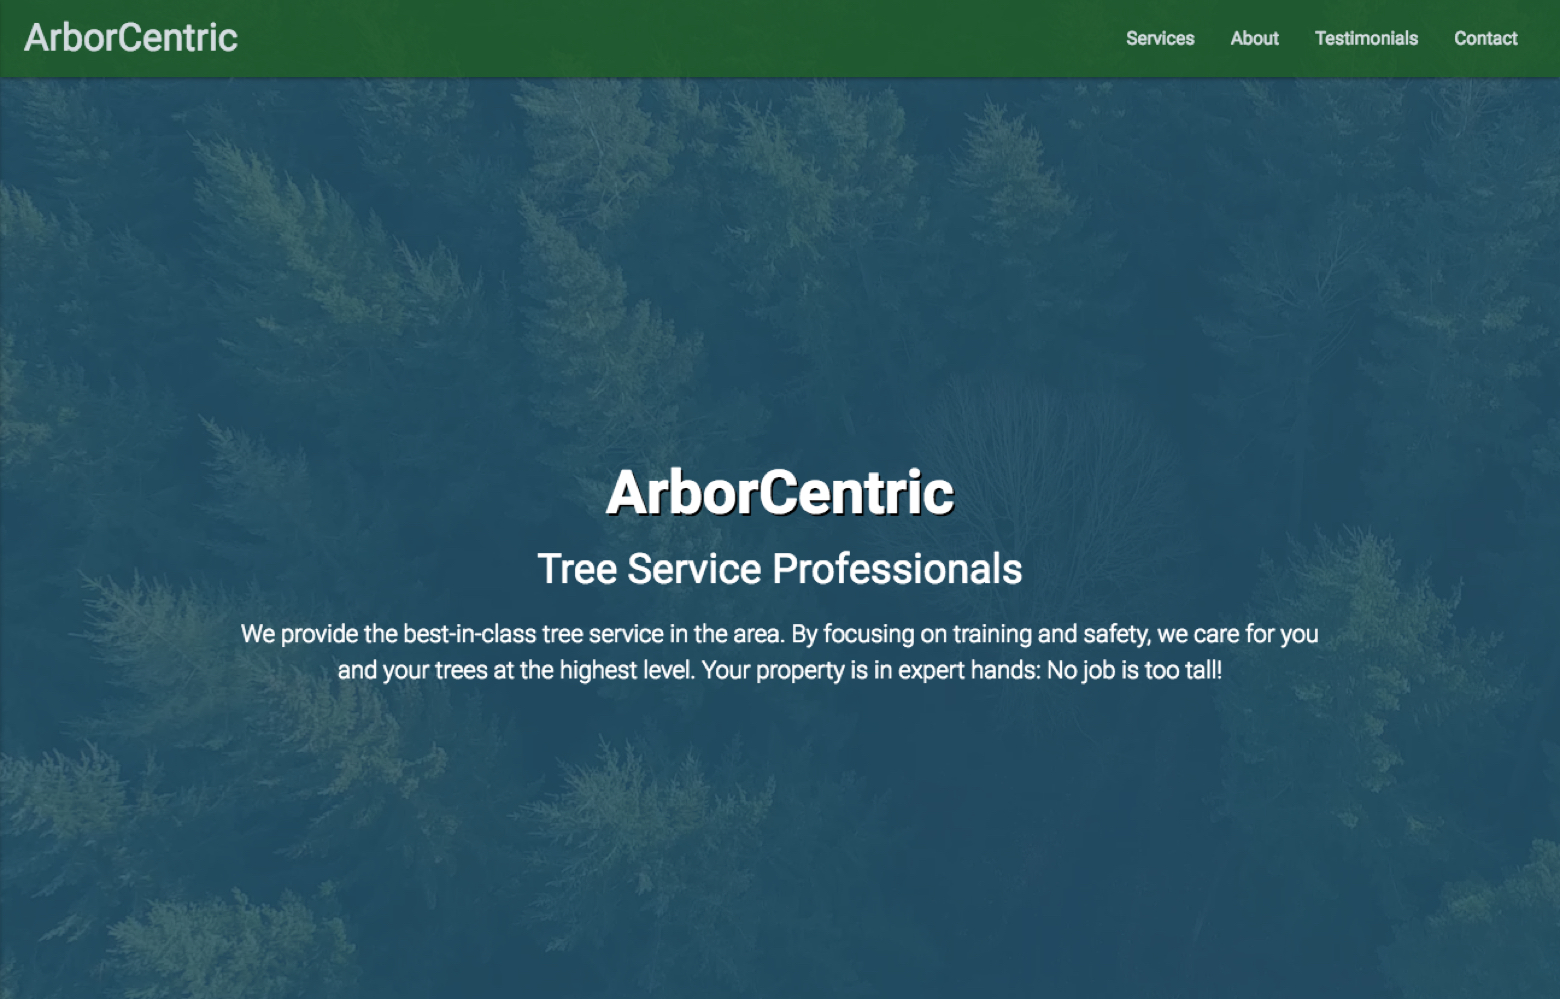 ArborCentric
Services About Testimonials Contact
ArborCentric
Tree Service Professionals
We provide the best-in-class tree service in the area. By focusing on training and safety, we care for you
and your trees at the highest level. Your property is in expert hands: No job is too tall!